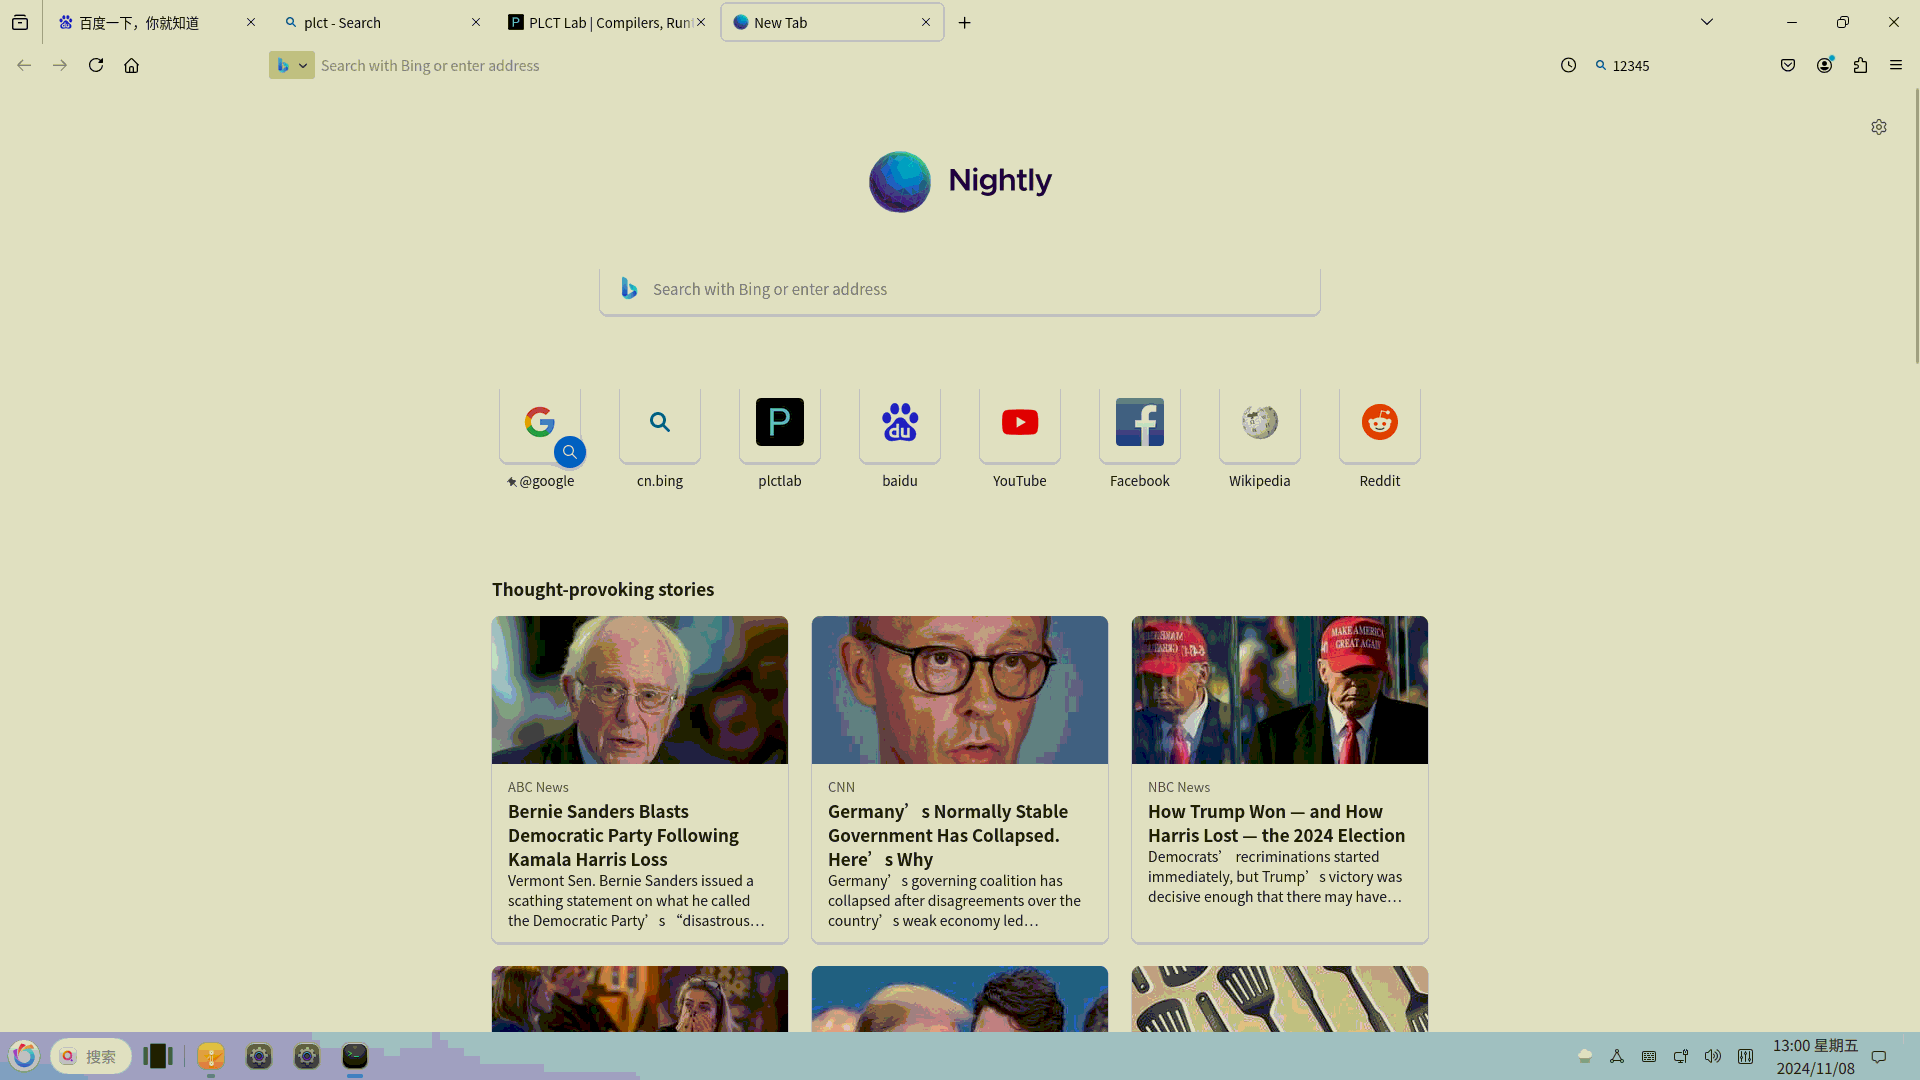 百度一下，你就知道
plct - Search
PLCT Lab | Compilers, Run
New Tab
Search with Bing or enter address
12345
Nightly
Search with Bing or enter address
@google
cn.bing
plctlab
baidu
YouTube
Facebook
Wikipedia
Reddit
Thought-provoking stories
MAKE AMERICA
GREAT AGAIN
ABC News
Bernie Sanders Blasts
Democratic Party Following
Kamala Harris Loss
Vermont Sen. Bernie Sanders issued a
scathing statement on what he called
the Democratic Party’s “disastrous…
CNN
Germany’s Normally Stable
Government Has Collapsed.
Here’s Why
Germany’s governing coalition has
collapsed after disagreements over the
country’s weak economy led…
NBC News
How Trump Won — and How
Harris Lost — the 2024 Election
Democrats’ recriminations started
immediately, but Trump’s victory was
decisive enough that there may have…
搜索
13:00 星期五
2024/11/08